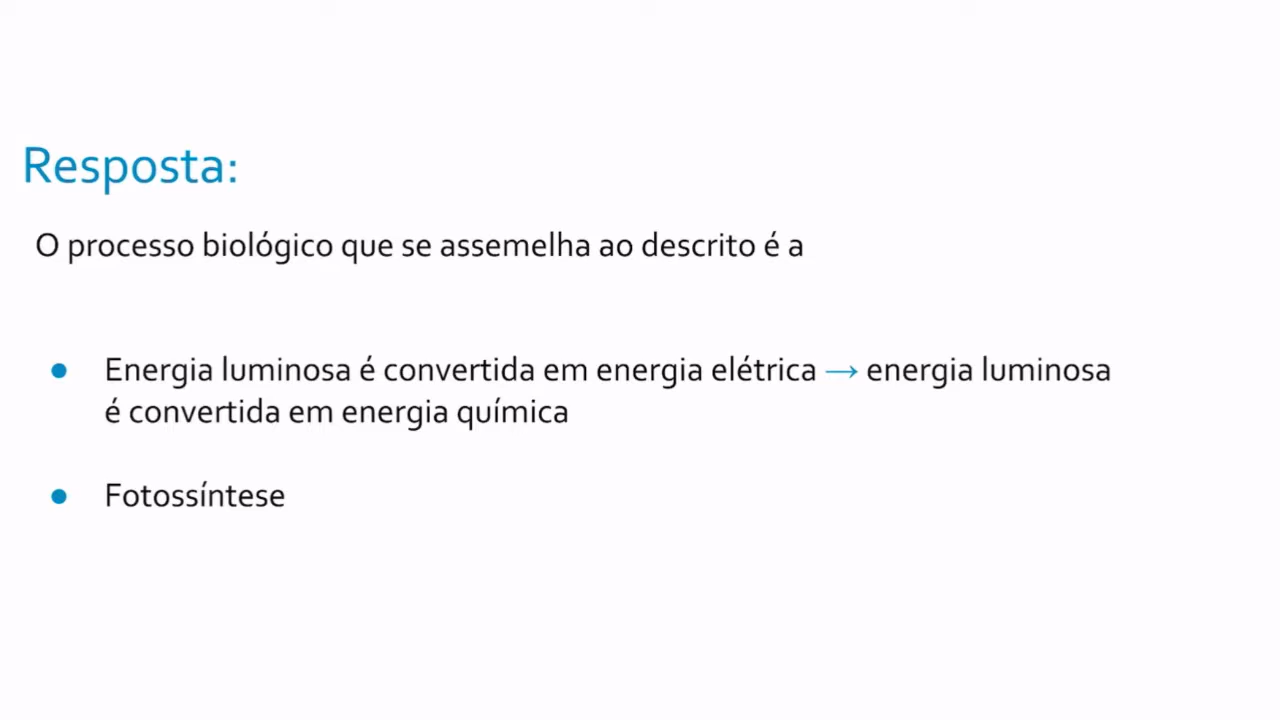 Resposta:
O processo biológico que se assemelha ao descrito é a
● Energia luminosa é convertida em energia elétrica → energia luminosa
é convertida em energia química
● Fotossíntese